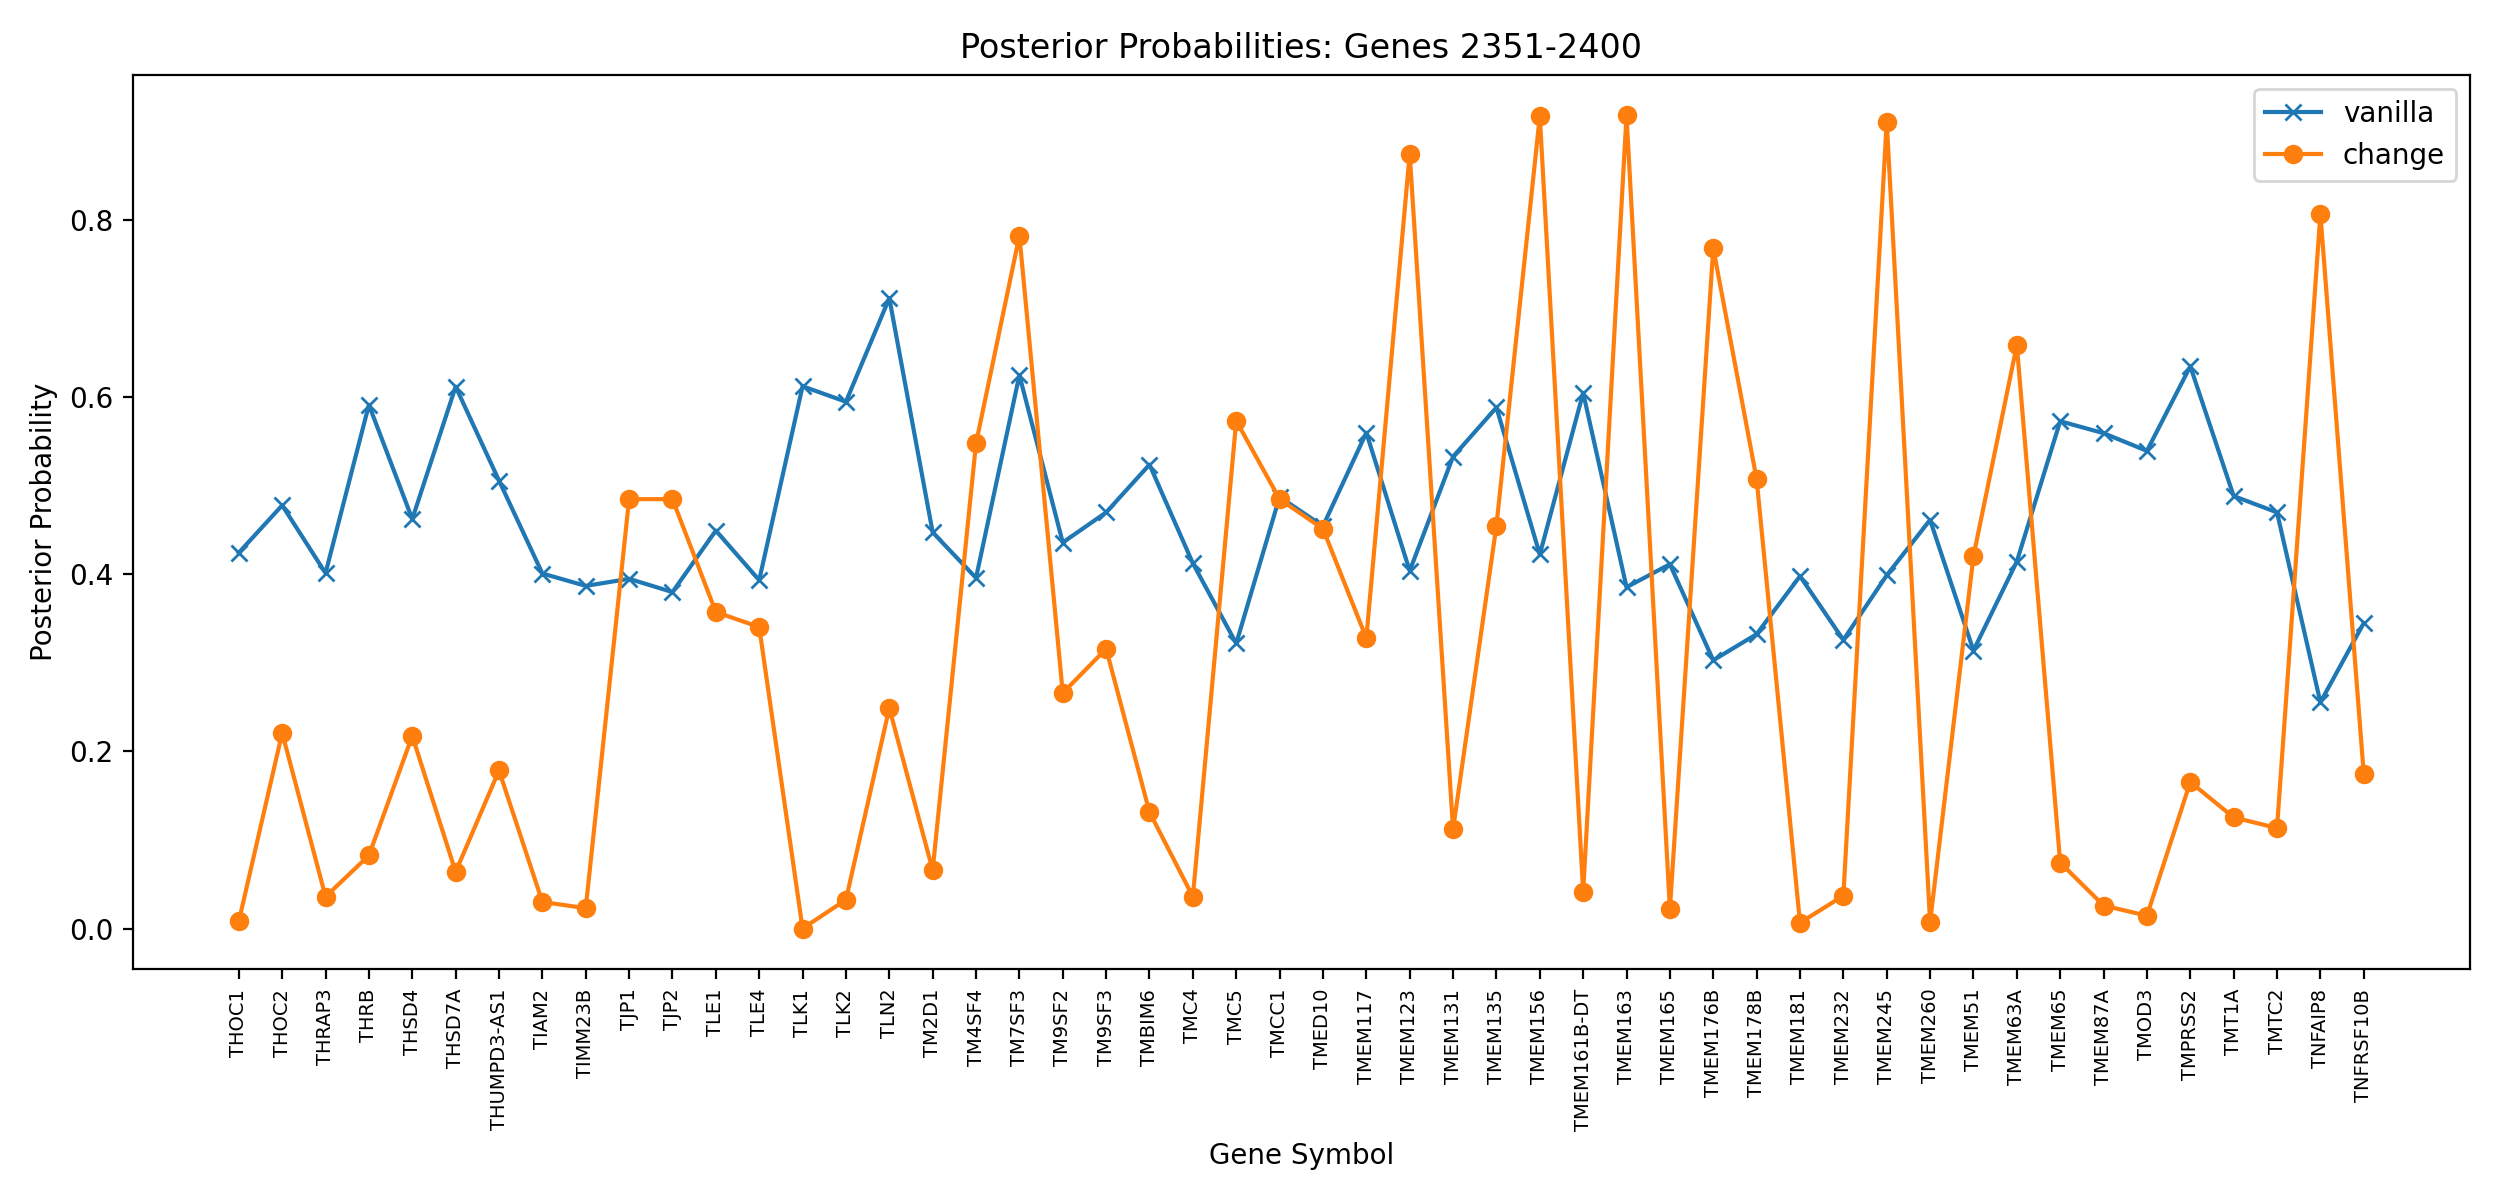 Posterior Probabilities: Genes 2351-2400
vanilla
change
Posterior Probability
0.8
0.6
0.4
0.2
0.0
THOC1
THOC2
THRAP3
THRB
THSD4
THSD7A
THUMPD3-AS1
TIAM2
TIMM23B
TJP1
TJP2
TLE1
TLE4
TLK1
TLK2
TLN2
TM2D1
TM4SF4
TM7SF3
TM9SF2
TM9SF3
TMBIM6
TMC4
TMC5
TMCC1
TMED10
TMEM117
TMEM123
TMEM131
TMEM135
TMEM156
TMEM161B-DT
TMEM163
TMEM165
TMEM176B
TMEM178B
TMEM181
TMEM232
TMEM245
TMEM260
TMEM51
TMEM63A
TMEM65
TMEM87A
TMOD3
TMPRSS2
TMT1A
TMTC2
TNFAIP8
TNFRSF10B
Gene Symbol